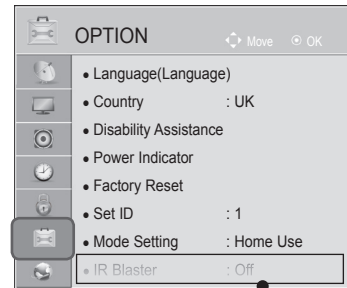 OPTION Move OK
• Language(Language)
• Country : UK
• Disability Assistance
• Power Indicator
• Factory Reset
• Set ID : 1
• Mode Setting : Home Use
• IR Blaster : Off